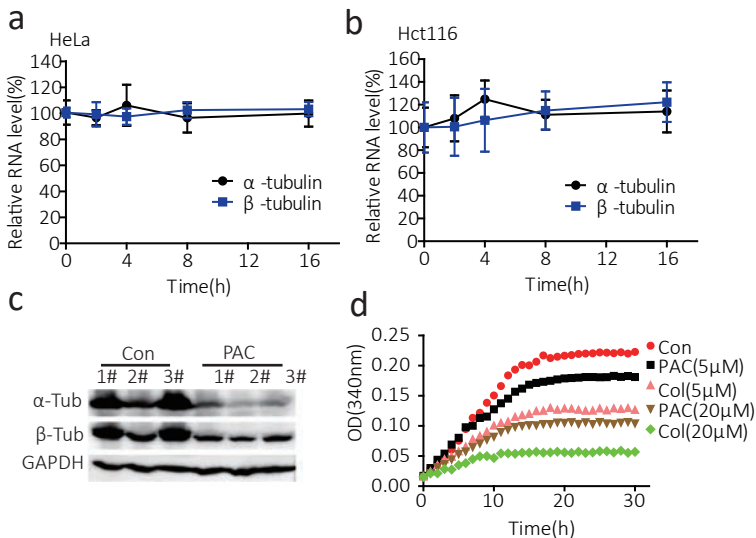 a
HeLa
Relative RNA level(%)
140
120
100
80
60
40
20
0
0 4 8 12 16
Time(h)
α -tubulin
β -tubulin
b
Hct116
Relative RNA level(%)
160
140
120
100
80
60
40
20
0
0 4 8 12 16
Time(h)
α -tubulin
β -tubulin
c
Con PAC
1# 2# 3# 1# 2# 3#
α-Tub
β-Tub
GAPDH
d
OD(340nm)
0.25
0.20
0.15
0.10
0.05
0.00
0 10 20 30
Time(h)
Con
PAC(5μM)
Col(5μM)
PAC(20μM)
Col(20μM)